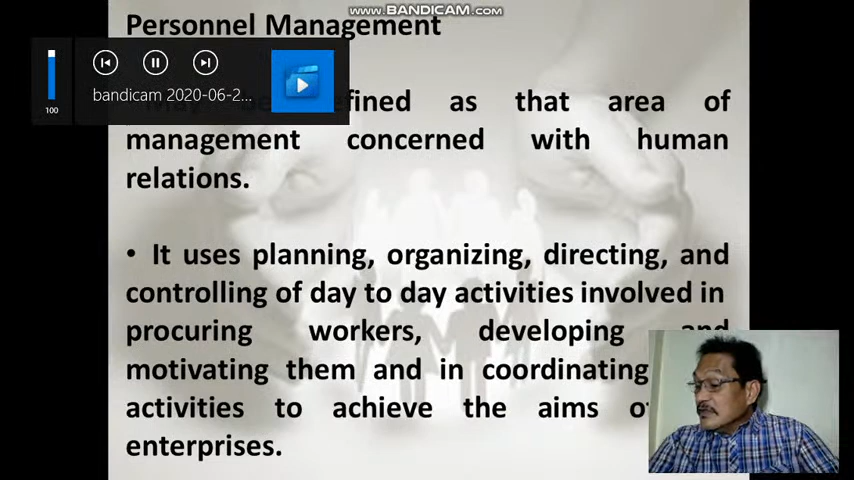 www.BANDICAM.com
Personnel Management
100
bandicam 2020-06-2...
efined as that area of
management concerned with human
relations.
• It uses planning, organizing, directing, and
controlling of day to day activities involved in
procuring workers, developing and
motivating them and in coordinating
activities to achieve the aims of
enterprises.